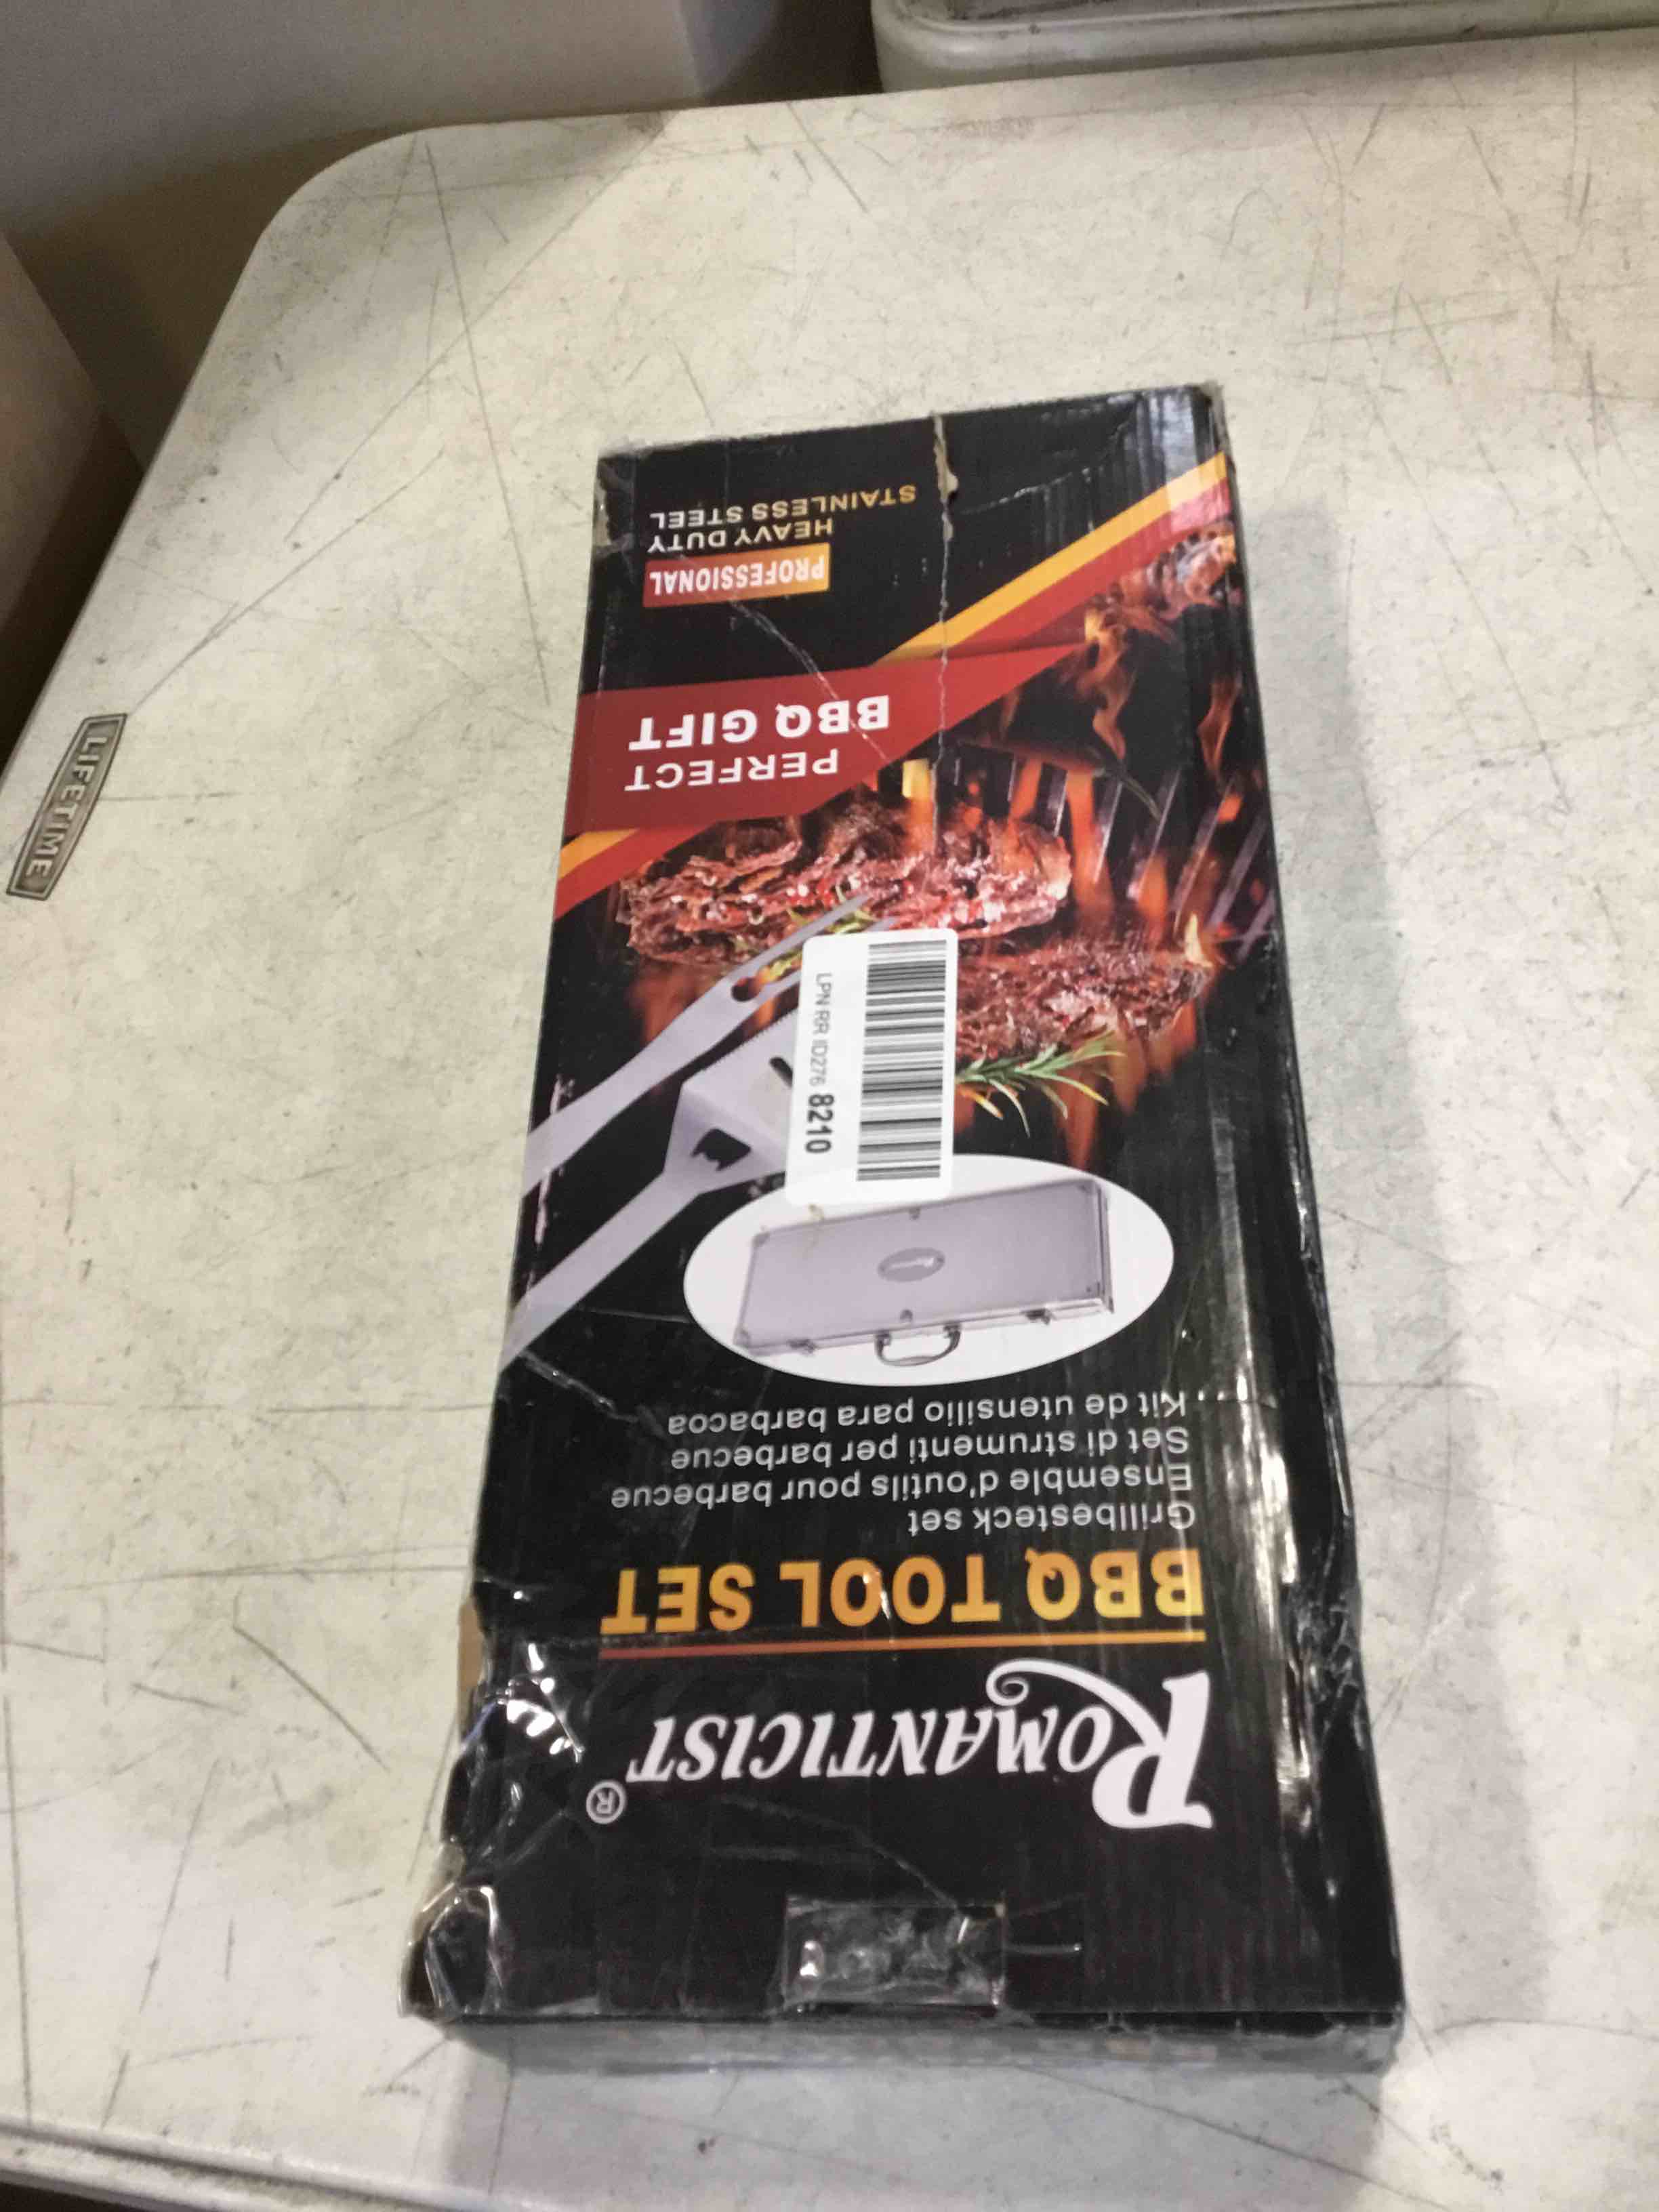 ROMANTICIST®
BBQ TOOL SET
Grillbesteck set
Ensemble d'outils pour barbecue
Set di strumenti per barbecue
Kit de utensilio para barbacoa
LPN RR ID276 8210
PERFECT
BBQ GIFT
PROFESSIONAL
HEAVY DUTY
STAINLESS STEEL
LIFETIME